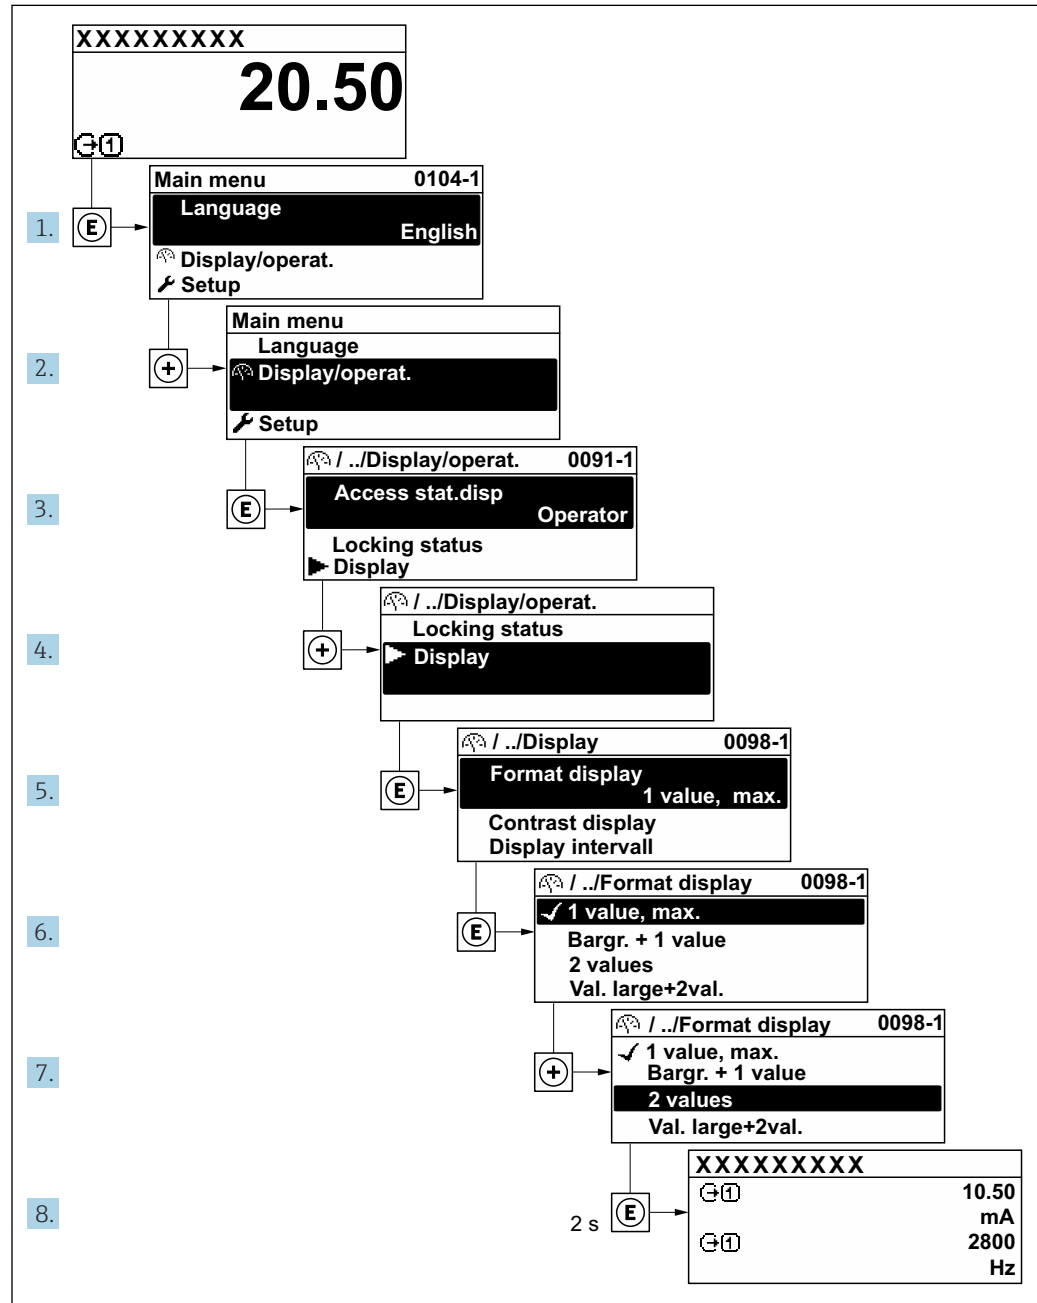 XXXXXXXXX
20.50
1
Main menu 0104-1
Language
English
Display/operat.
Setup
1. E
Main menu
Language
Display/operat.
Setup
2. +
/ ../Display/operat. 0091-1
Access stat.disp
Operator
Locking status
Display
3. E
/ ../Display/operat.
Locking status
Display
4. +
/ ../Display 0098-1
Format display
1 value, max.
Contrast display
Display intervall
5. E
/ ../Format display 0098-1
1 value, max.
Bargr. + 1 value
2 values
Val. large+2val.
6. E
/ ../Format display 0098-1
1 value, max.
Bargr. + 1 value
2 values
Val. large+2val.
7. +
XXXXXXXXX
1 10.50
mA
1 2800
Hz
8. 2 s E